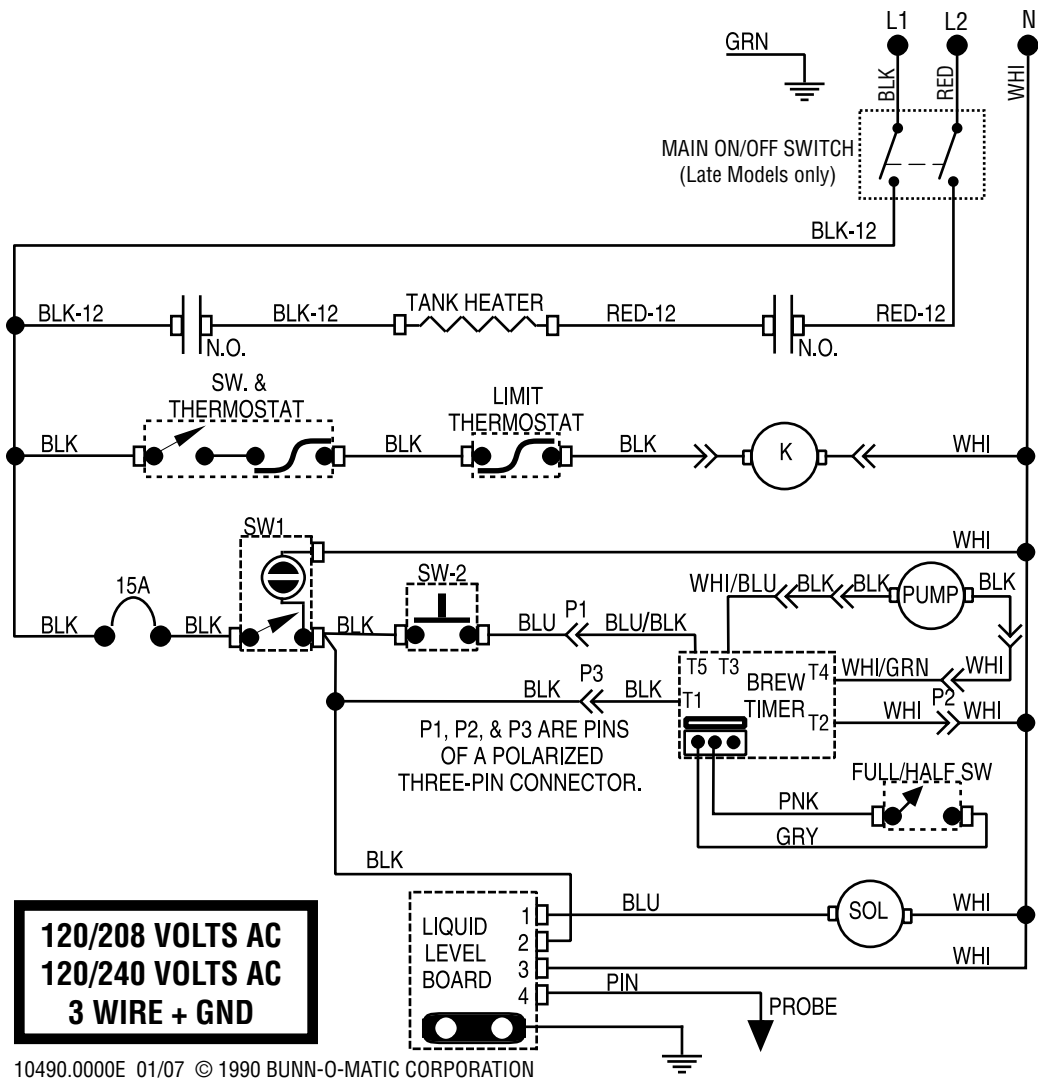 L1 L2 N
GRN
BLK RED WHI
MAIN ON/OFF SWITCH
(Late Models only)
BLK-12
BLK-12 BLK-12 TANK HEATER RED-12 RED-12
N.O. N.O.
SW. &
THERMOSTAT
LIMIT
THERMOSTAT
BLK BLK BLK K WHI
SW1
WHI
15A
SW-2
WHI/BLU BLK BLK PUMP BLK
BLK BLK BLK BLU P1 BLU/BLK
T5 T3 T4 WHI/GRN WHI
BLK P3 BLK T1
BREW
TIMER
T2 WHI P2 WHI
P1, P2, & P3 ARE PINS
OF A POLARIZED
THREE-PIN CONNECTOR.
FULL/HALF SW
PNK
GRY
BLK
LIQUID
LEVEL
BOARD
1 BLU SOL WHI
2
3 WHI
4 PIN PROBE
120/208 VOLTS AC
120/240 VOLTS AC
3 WIRE + GND
10490.0000E 01/07 © 1990 BUNN-O-MATIC CORPORATION